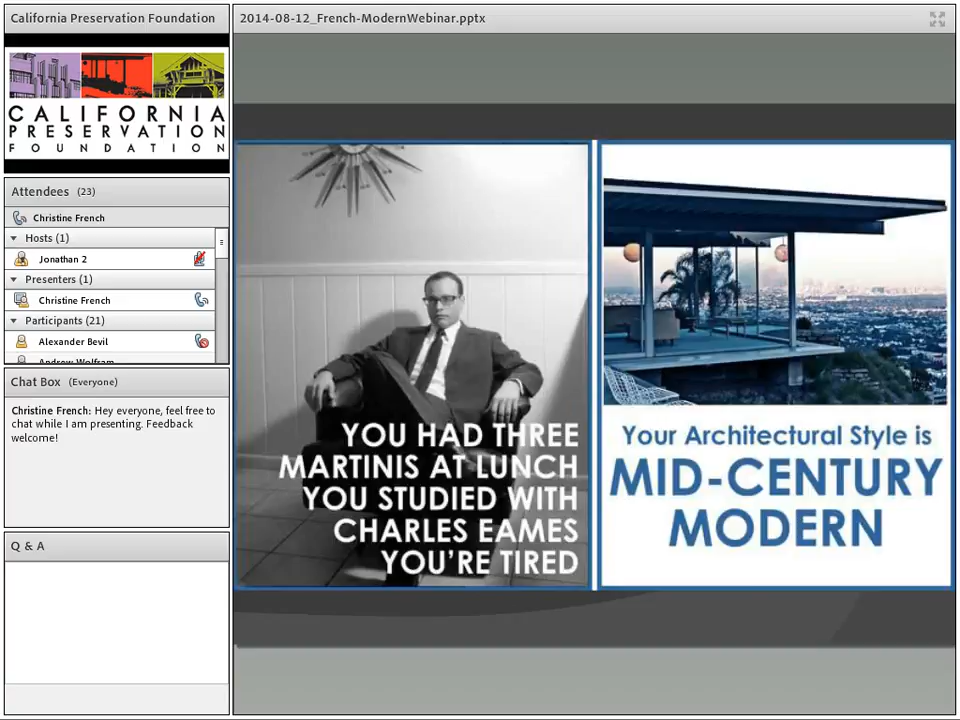 California Preservation Foundation
CALIFORNIA
PRESERVATION
FOUNDATION
Attendees (23)
Christine French
Hosts (1)
Jonathan 2
Presenters (1)
Christine French
Participants (21)
Alexander Bevil
Andrew Wolfram
Chat Box (Everyone)
Christine French: Hey everyone, feel free to
chat while I am presenting. Feedback
welcome!
Q & A
2014-08-12_French-ModernWebinar.pptx
YOU HAD THREE
MARTINIS AT LUNCH
YOU STUDIED WITH
CHARLES EAMES
YOU'RE TIRED
Your Architectural Style is
MID-CENTURY
MODERN